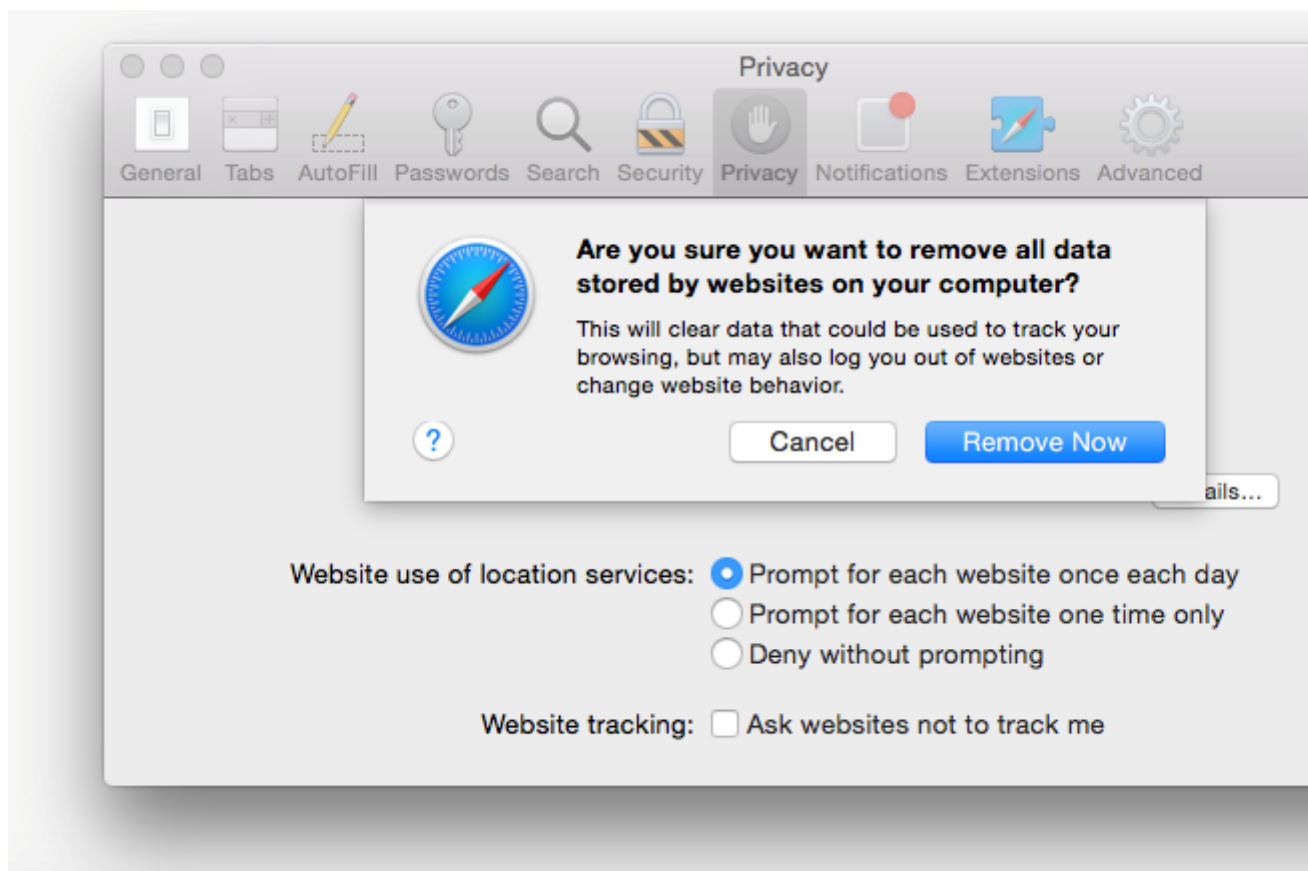 Privacy
General Tabs AutoFill Passwords Search Security Privacy Notifications Extensions Advanced
Are you sure you want to remove all data
stored by websites on your computer?
This will clear data that could be used to track your
browsing, but may also log you out of websites or
change website behavior.
? Cancel Remove Now
ails...
Website use of location services: Prompt for each website once each day
Prompt for each website one time only
Deny without prompting
Website tracking: Ask websites not to track me